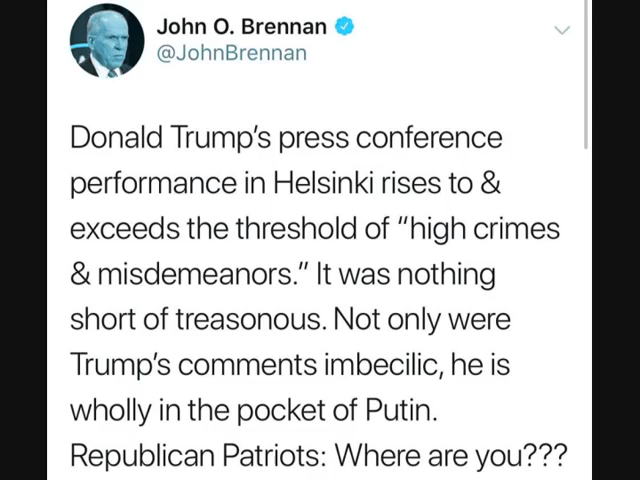 John O. Brennan
@JohnBrennan
Donald Trump's press conference
performance in Helsinki rises to &
exceeds the threshold of "high crimes
& misdemeanors." It was nothing
short of treasonous. Not only were
Trump's comments imbecilic, he is
wholly in the pocket of Putin.
Republican Patriots: Where are you???